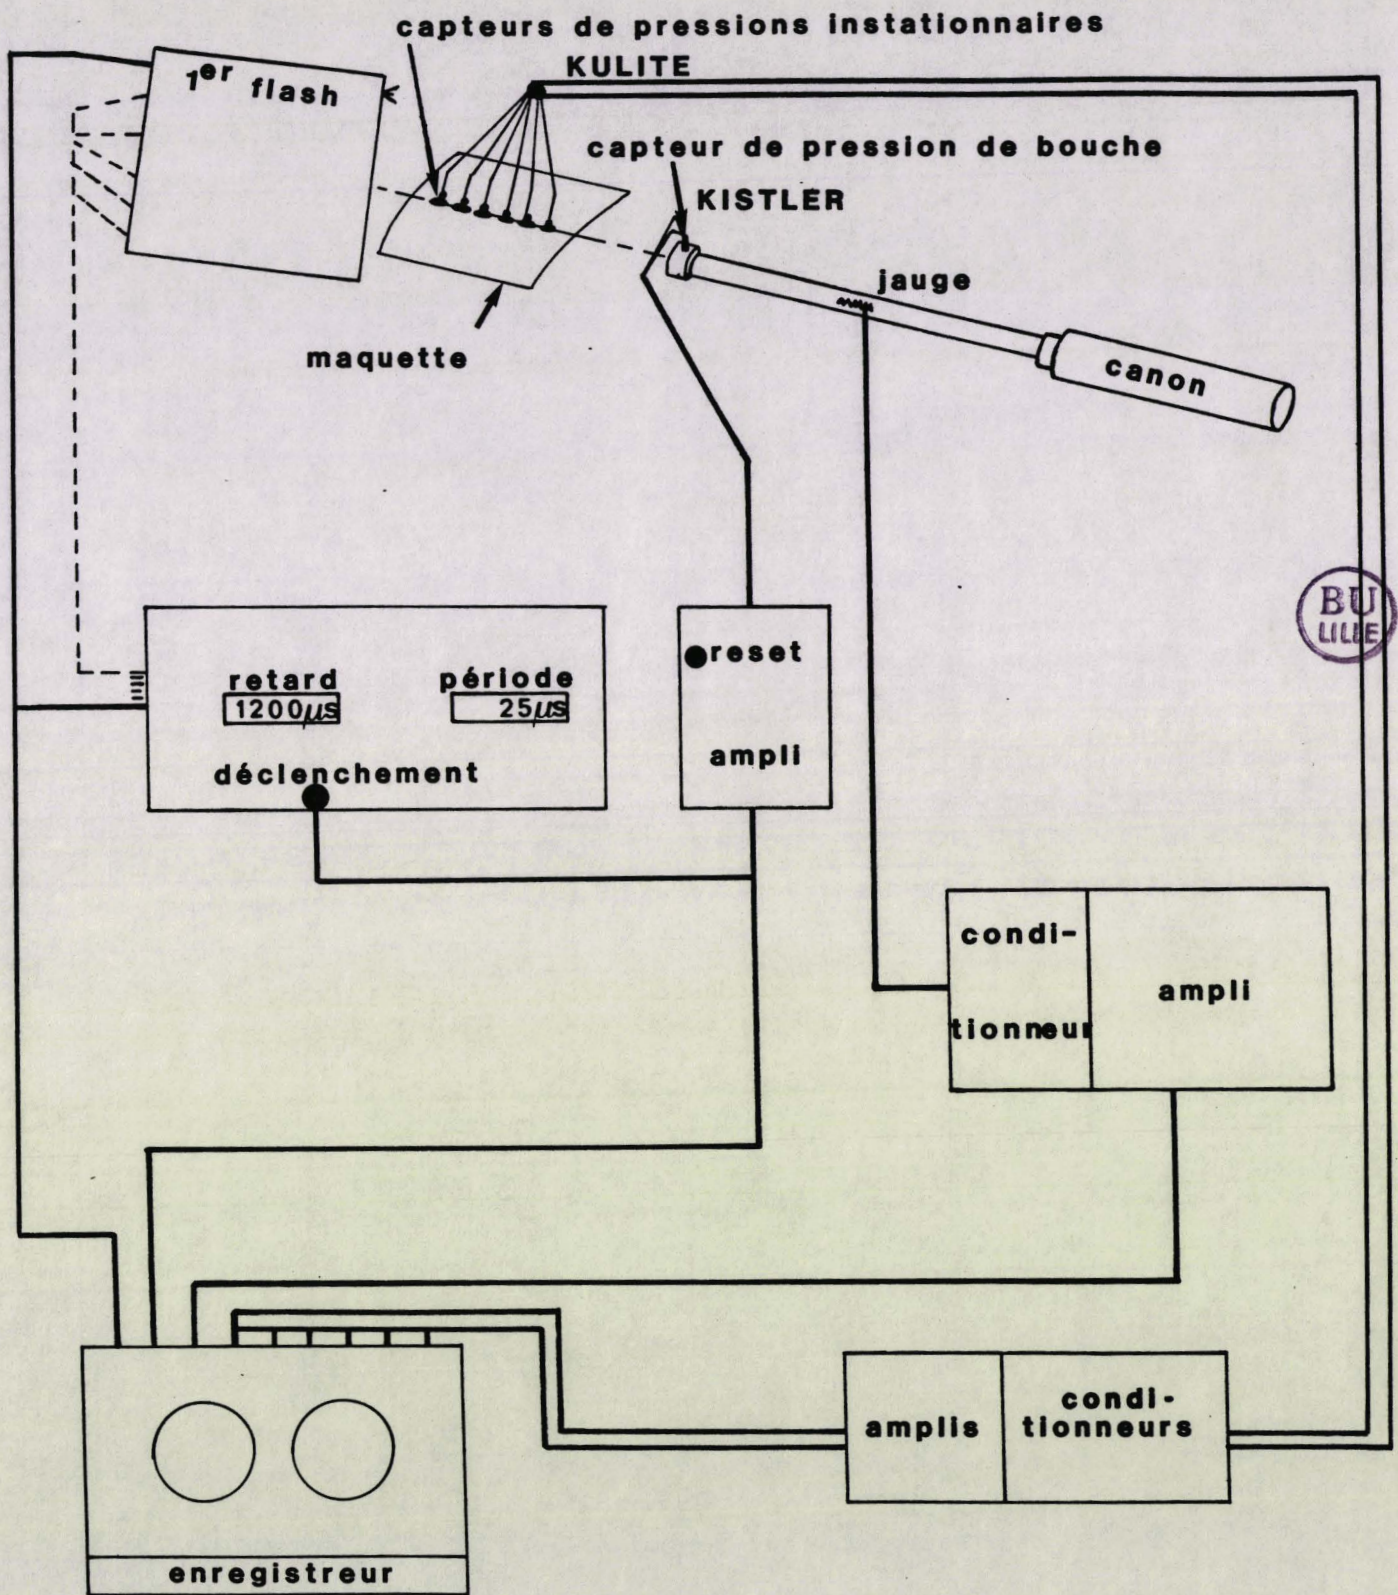 capteurs de pressions instationnaires
KULITE
1er flash
capteur de pression de bouche
KISTLER
jauge
canon
maquette
BU
LILLE
reset
ampli
retard
1200µs
période
25µs
déclenchement
condi-
tionneur
ampli
amplis
condi-
tionneurs
enregistreur